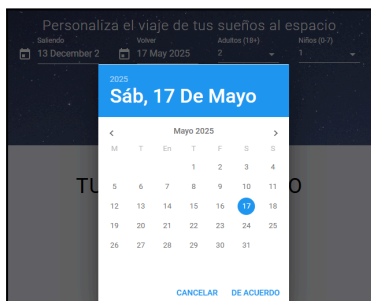 Personaliza el viaje de tus sueños al espacio
Saliendo Volver Adultos (18+) Niños (0-7)
13 December 2 17 May 2025 2 1
2025
Sáb, 17 De Mayo
Mayo 2025
M T En T F S S
1 2 3 4
5 6 7 8 9 10 11
12 13 14 15 16 17 18
19 20 21 22 23 24 25
26 27 28 29 30 31
TU O
CANCELAR DE ACUERDO